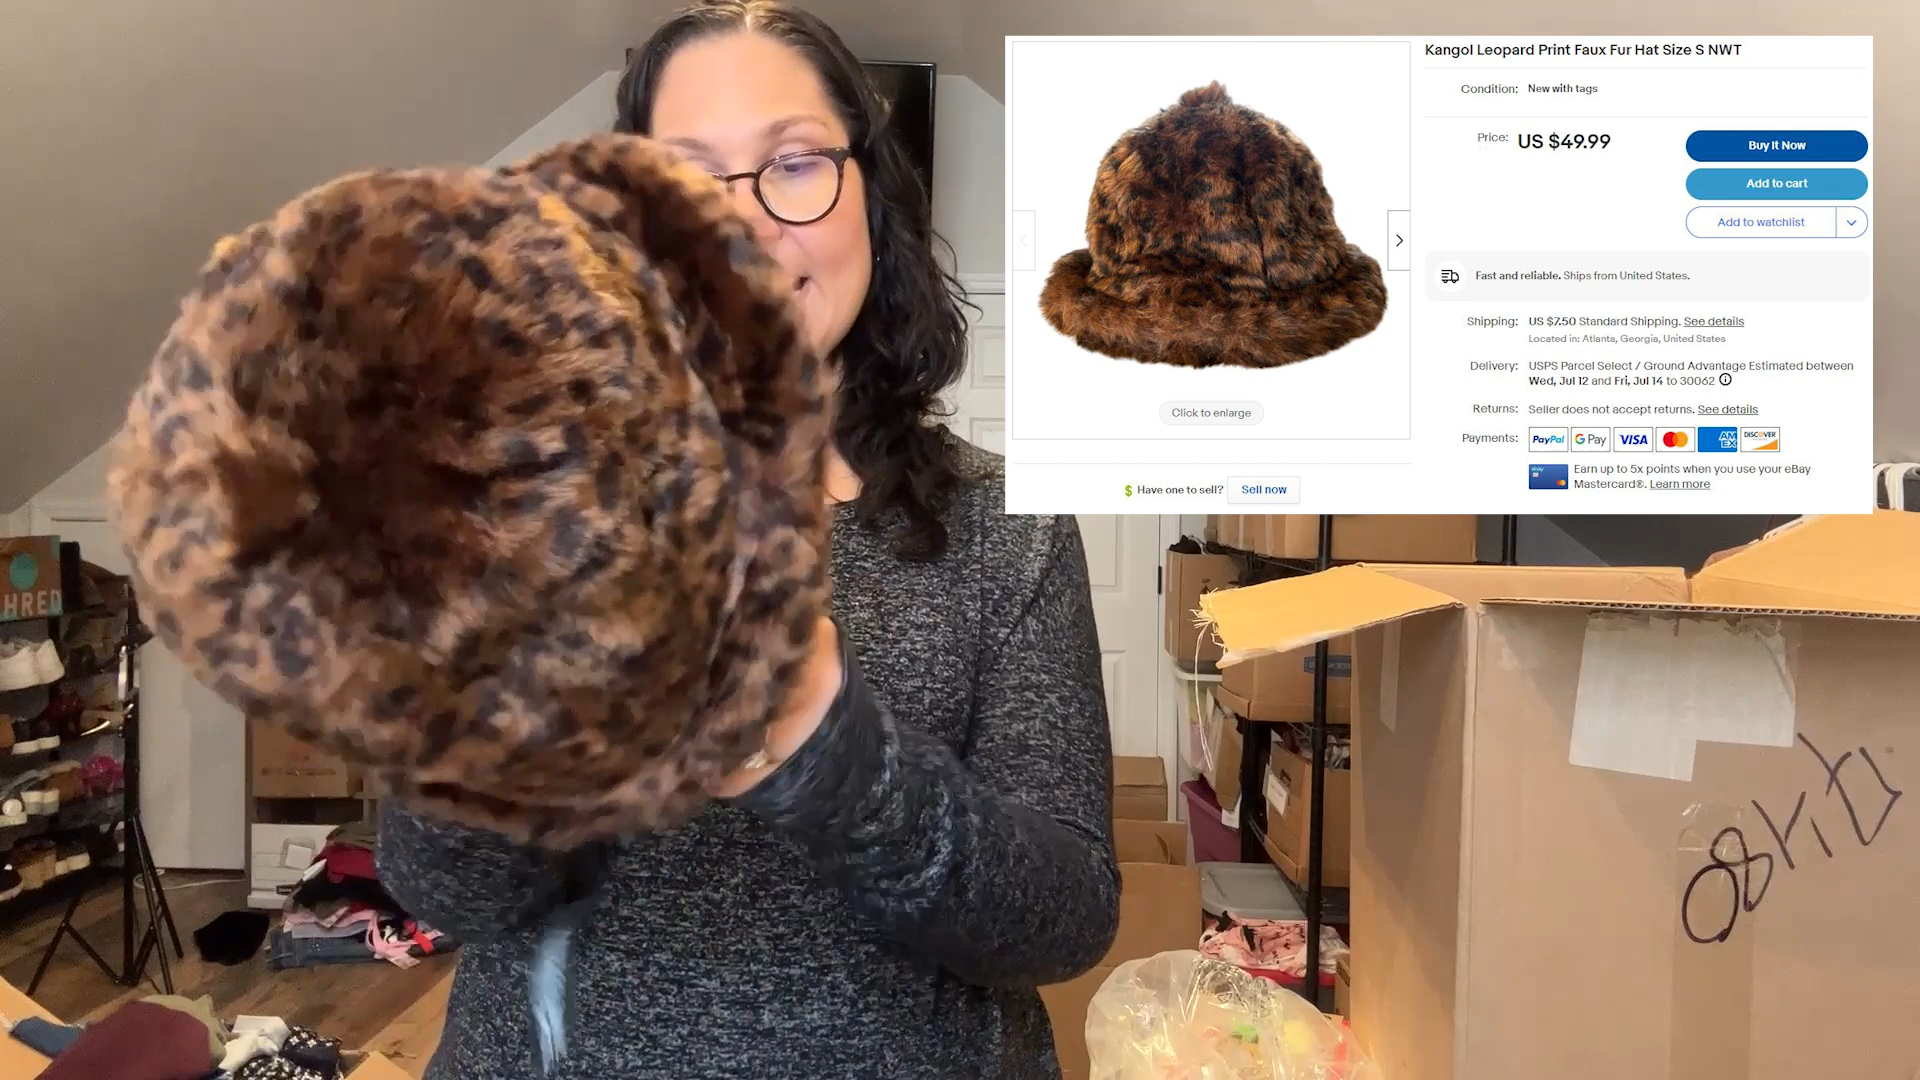 Kangol Leopard Print Faux Fur Hat Size S NWT
Condition: New with tags
Price: US $49.99
Buy It Now
Add to cart
Add to watchlist
Fast and reliable. Ships from United States.
Shipping: US $7.50 Standard Shipping. See details
Located in: Atlanta, Georgia, United States
Delivery: USPS Parcel Select / Ground Advantage Estimated between
Wed, Jul 12 and Fri, Jul 14 to 30062
Returns: Seller does not accept returns. See details
Payments: PayPal G Pay VISA AM EX DISCOVER
Earn up to 5x points when you use your eBay
Mastercard®. Learn more
Click to enlarge
$ Have one to sell? Sell now
HRED